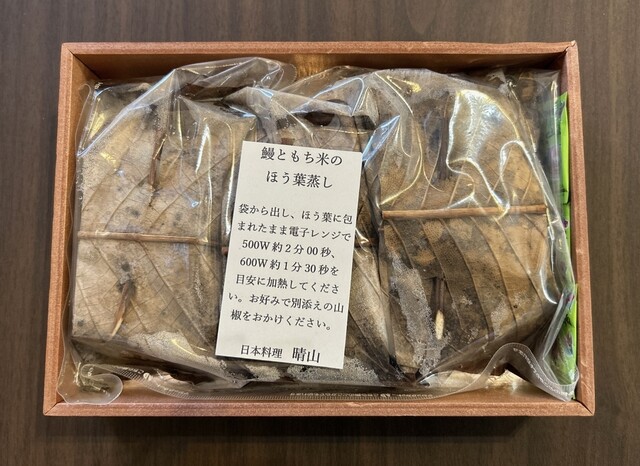 鰻ともち米の
ほう葉蒸し
袋から出し、ほう葉に包
まれたまま電子レンジで
500W約2分00秒、
600W約1分30秒を
目安に加熱してくださ
い。お好みで別添えの山
椒をおかけください。
日本料理 晴山